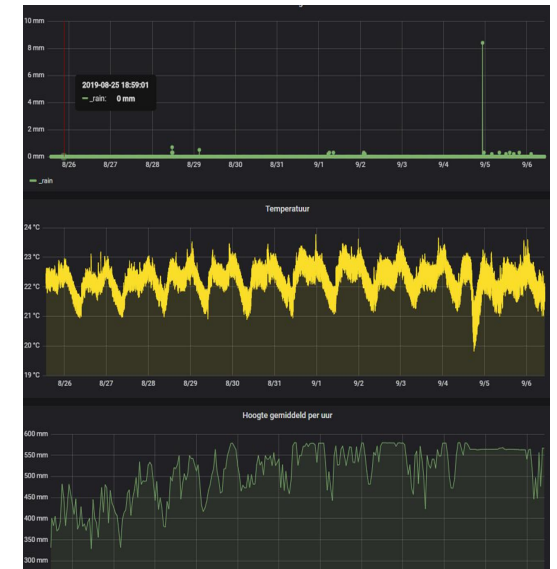 10 mm
8 mm
6 mm
4 mm
2 mm
0 mm
2019-08-25 18:59:01
_rain: 0 mm
8/26 8/27 8/28 8/29 8/30 8/31 9/1 9/2 9/3 9/4 9/5 9/6
_rain
Temperatuur
24 °C
23 °C
22 °C
21 °C
20 °C
19 °C
8/26 8/27 8/28 8/29 8/30 8/31 9/1 9/2 9/3 9/4 9/5 9/6
Hoogte gemiddeld per uur
600 mm
550 mm
500 mm
450 mm
400 mm
350 mm
300 mm